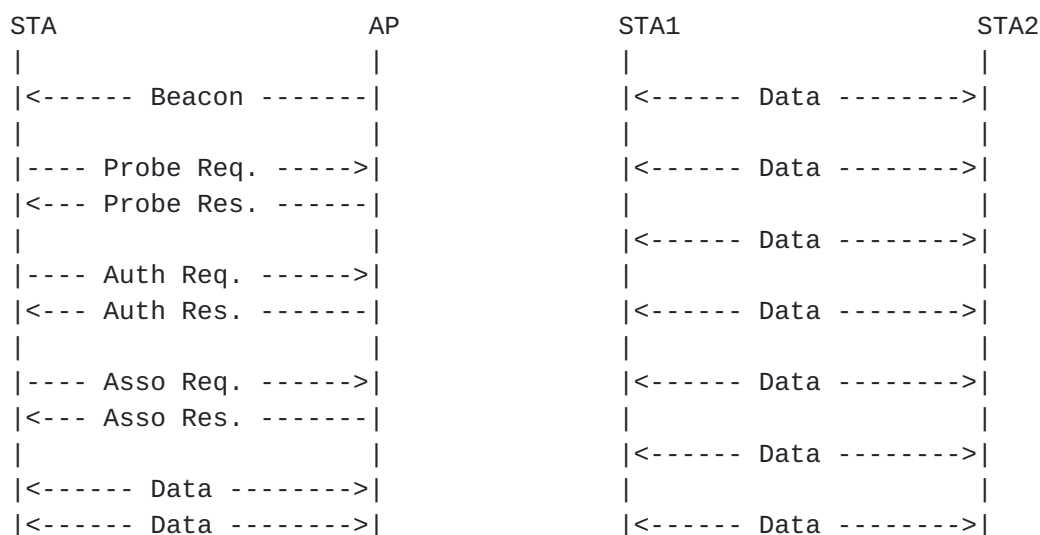 STA                    AP             STA1                   STA2
|                      |               |                      |
|<------ Beacon -------|               |<------ Data -------->|
|                      |               |                      |
|---- Probe Req. ----->|               |<------ Data -------->|
|<--- Probe Res. ------|               |                      |
|                      |               |<------ Data -------->|
|---- Auth Req. ------>|               |                      |
|<--- Auth Res. -------|               |<------ Data -------->|
|                      |               |                      |
|---- Asso Req. ------>|               |<------ Data -------->|
|<--- Asso Res. -------|               |                      |
|                      |               |<------ Data -------->|
|<------ Data -------->|               |                      |
|<------ Data -------->|               |<------ Data -------->|